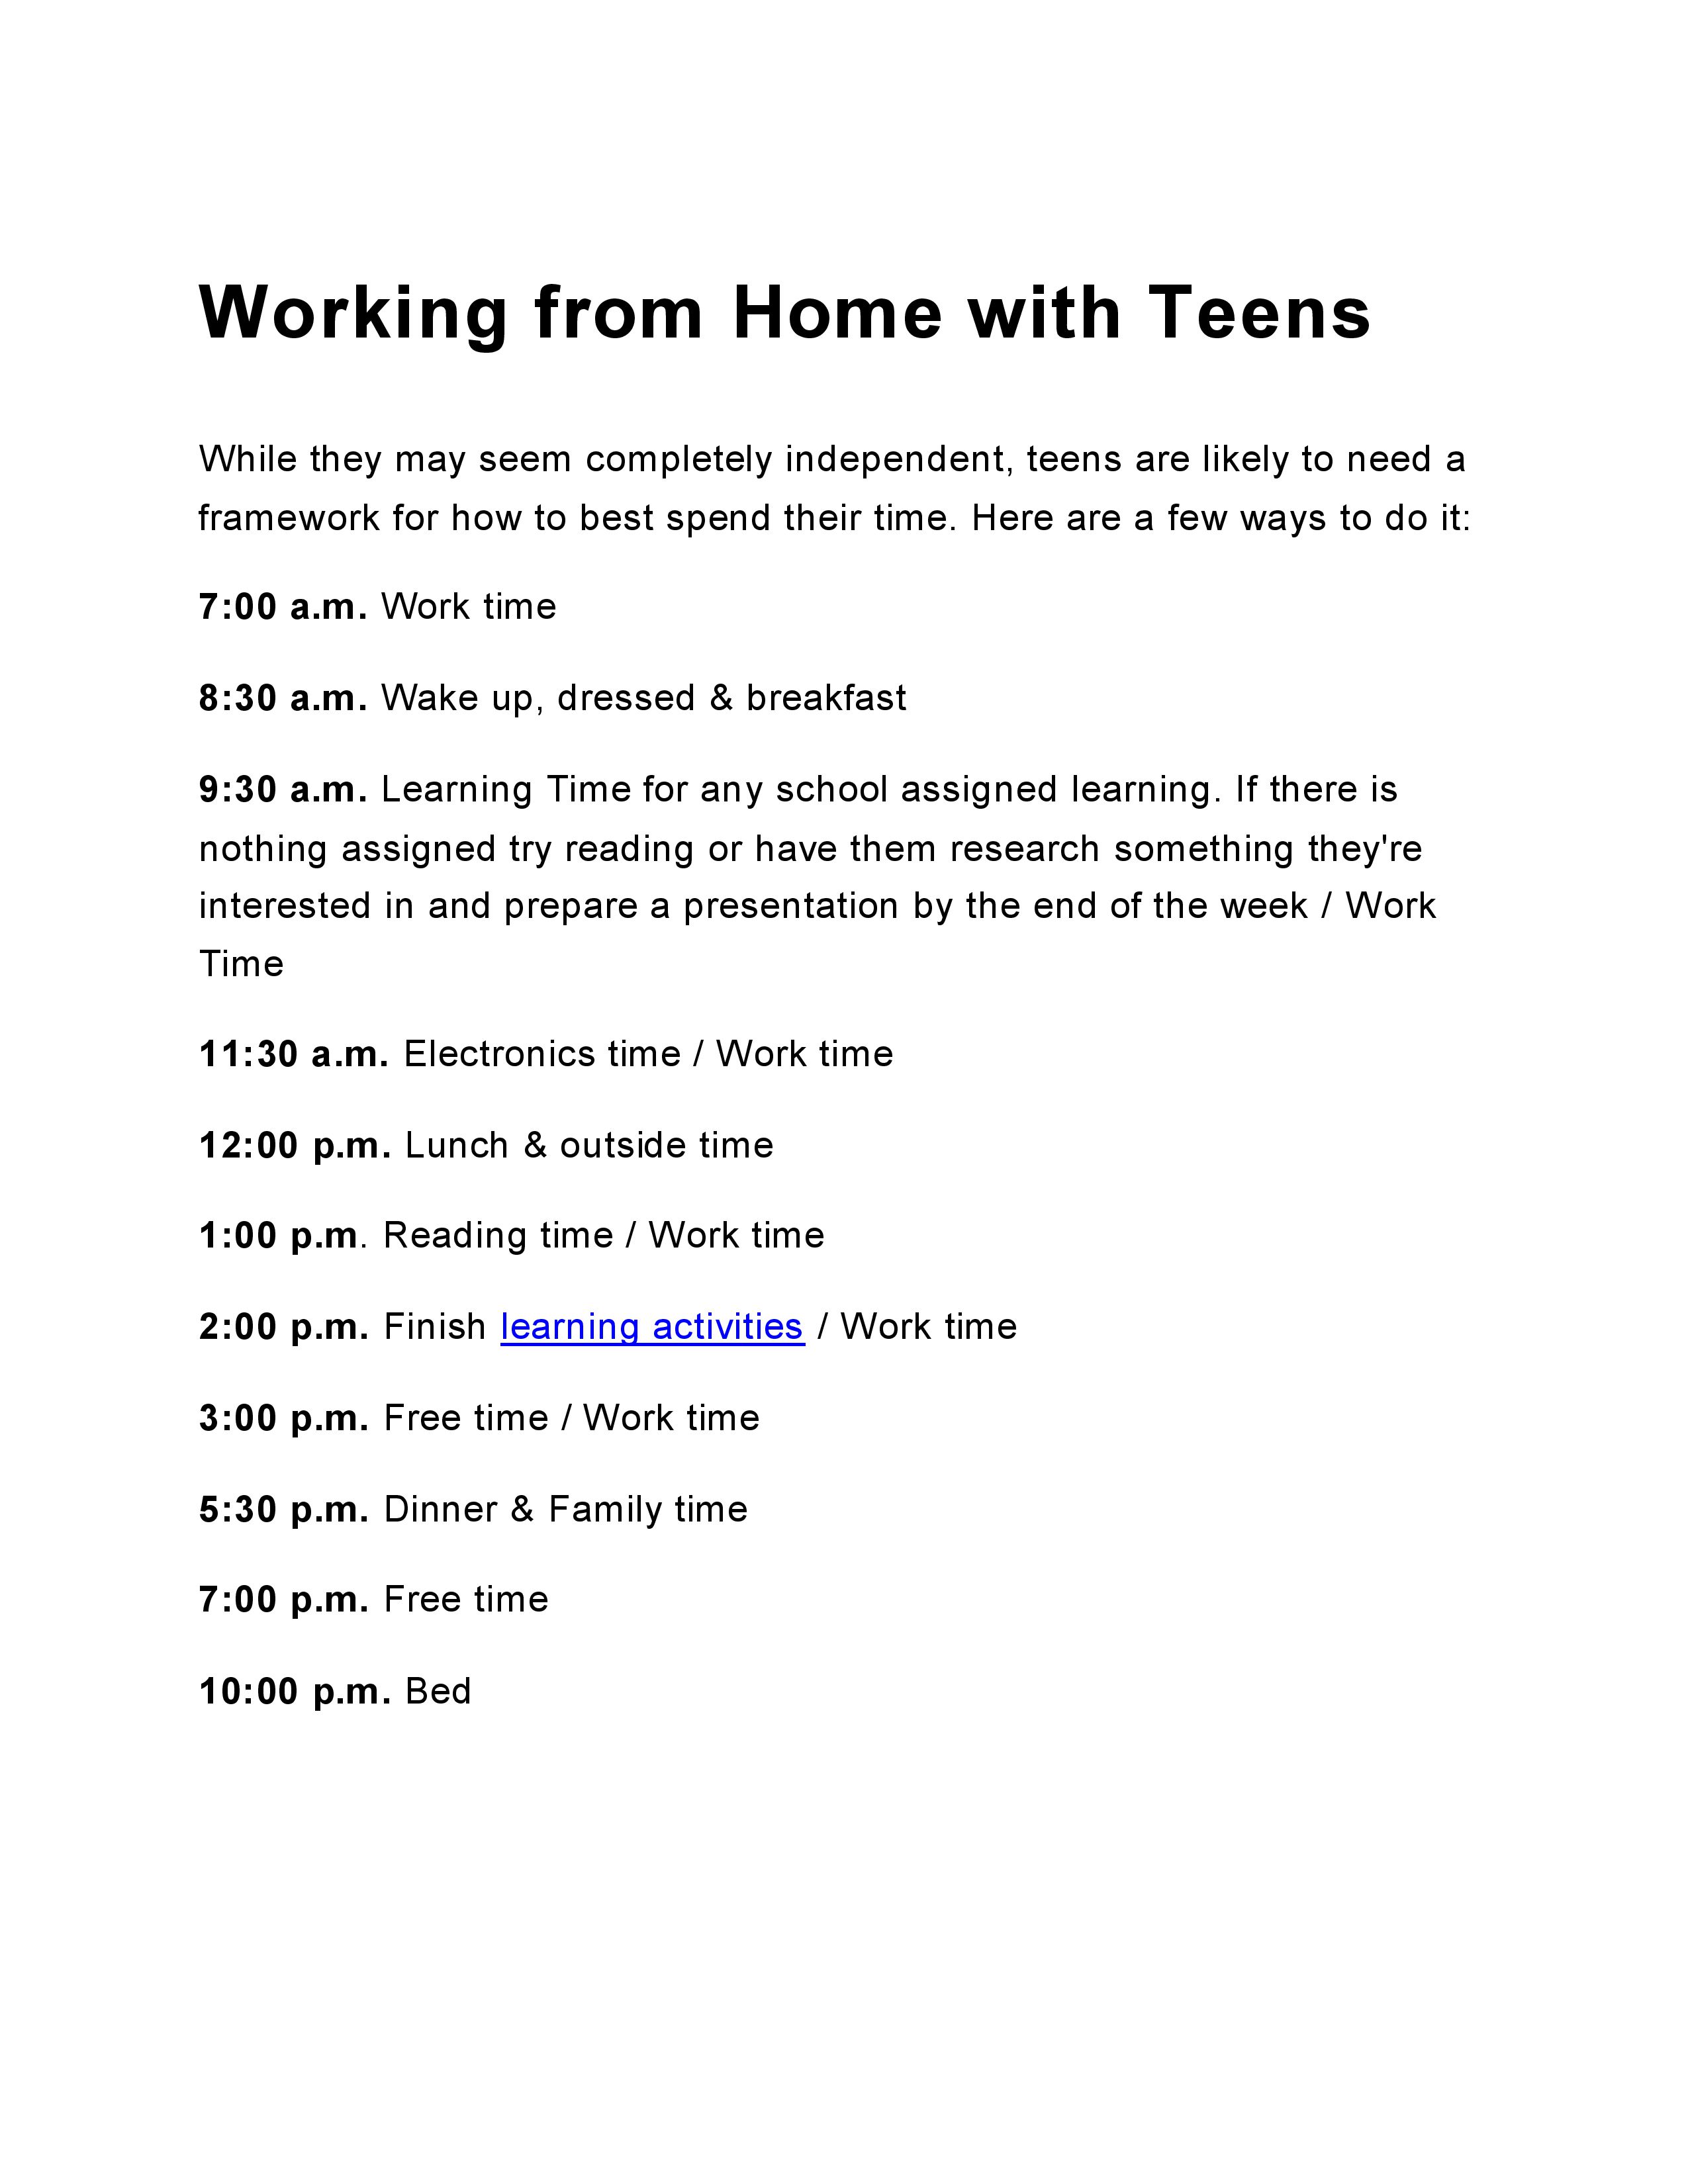 Working from Home with Teens
While they may seem completely independent, teens are likely to need a
framework for how to best spend their time. Here are a few ways to do it:
7:00 a.m. Work time
8:30 a.m. Wake up, dressed & breakfast
9:30 a.m. Learning Time for any school assigned learning. If there is
nothing assigned try reading or have them research something they're
interested in and prepare a presentation by the end of the week / Work
Time
11:30 a.m. Electronics time / Work time
12:00 p.m. Lunch & outside time
1:00 p.m. Reading time / Work time
2:00 p.m. Finish learning activities / Work time
3:00 p.m. Free time / Work time
5:30 p.m. Dinner & Family time
7:00 p.m. Free time
10:00 p.m. Bed